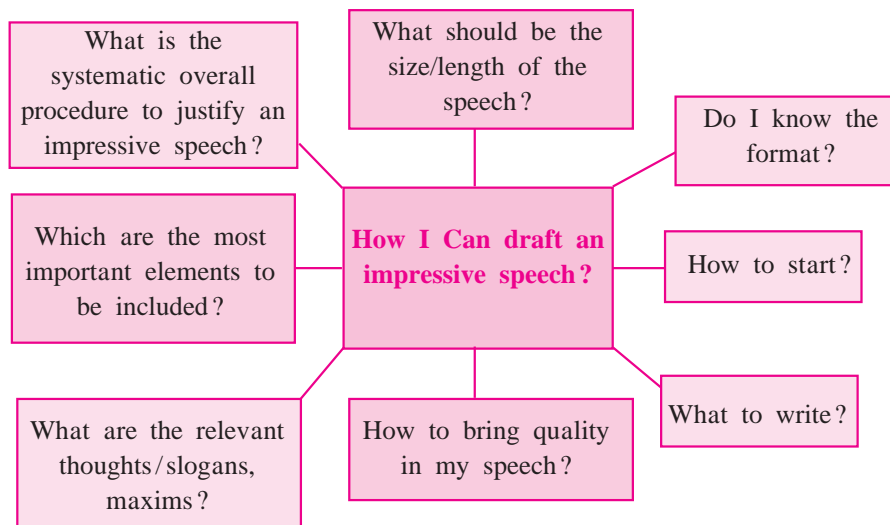 What is the
systematic overall
procedure to justify an
impressive speech?
What should be the
size/length of the
speech?
Do I know the
format?
Which are the most
important elements to
be included?
How I Can draft an
impressive speech?
How to start?
What are the relevant
thoughts/slogans,
maxims?
How to bring quality
in my speech?
What to write?